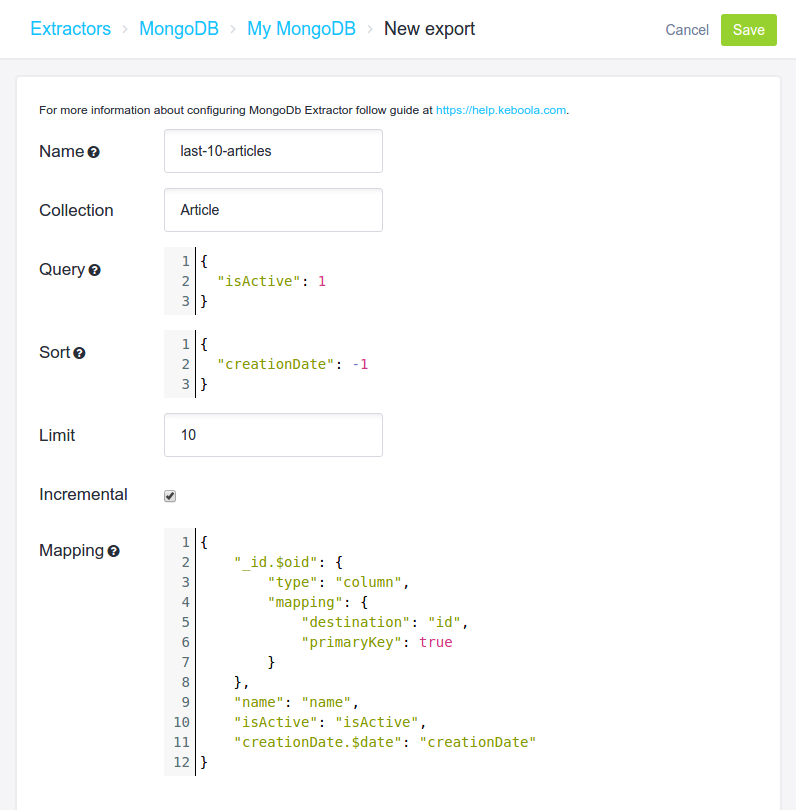 Extractors › MongoDB › My MongoDB › New export Cancel Save
For more information about configuring MongoDb Extractor follow guide at https://help.keboola.com.
Name last-10-articles
Collection Article
Query
1 {
2   "isActive": 1
3 }
Sort
1 {
2   "creationDate": -1
3 }
Limit 10
Incremental
Mapping
1 {
2     "_id.$oid": {
3         "type": "column",
4         "mapping": {
5             "destination": "id",
6             "primaryKey": true
7         }
8     },
9     "name": "name",
10     "isActive": "isActive",
11     "creationDate.$date": "creationDate"
12 }